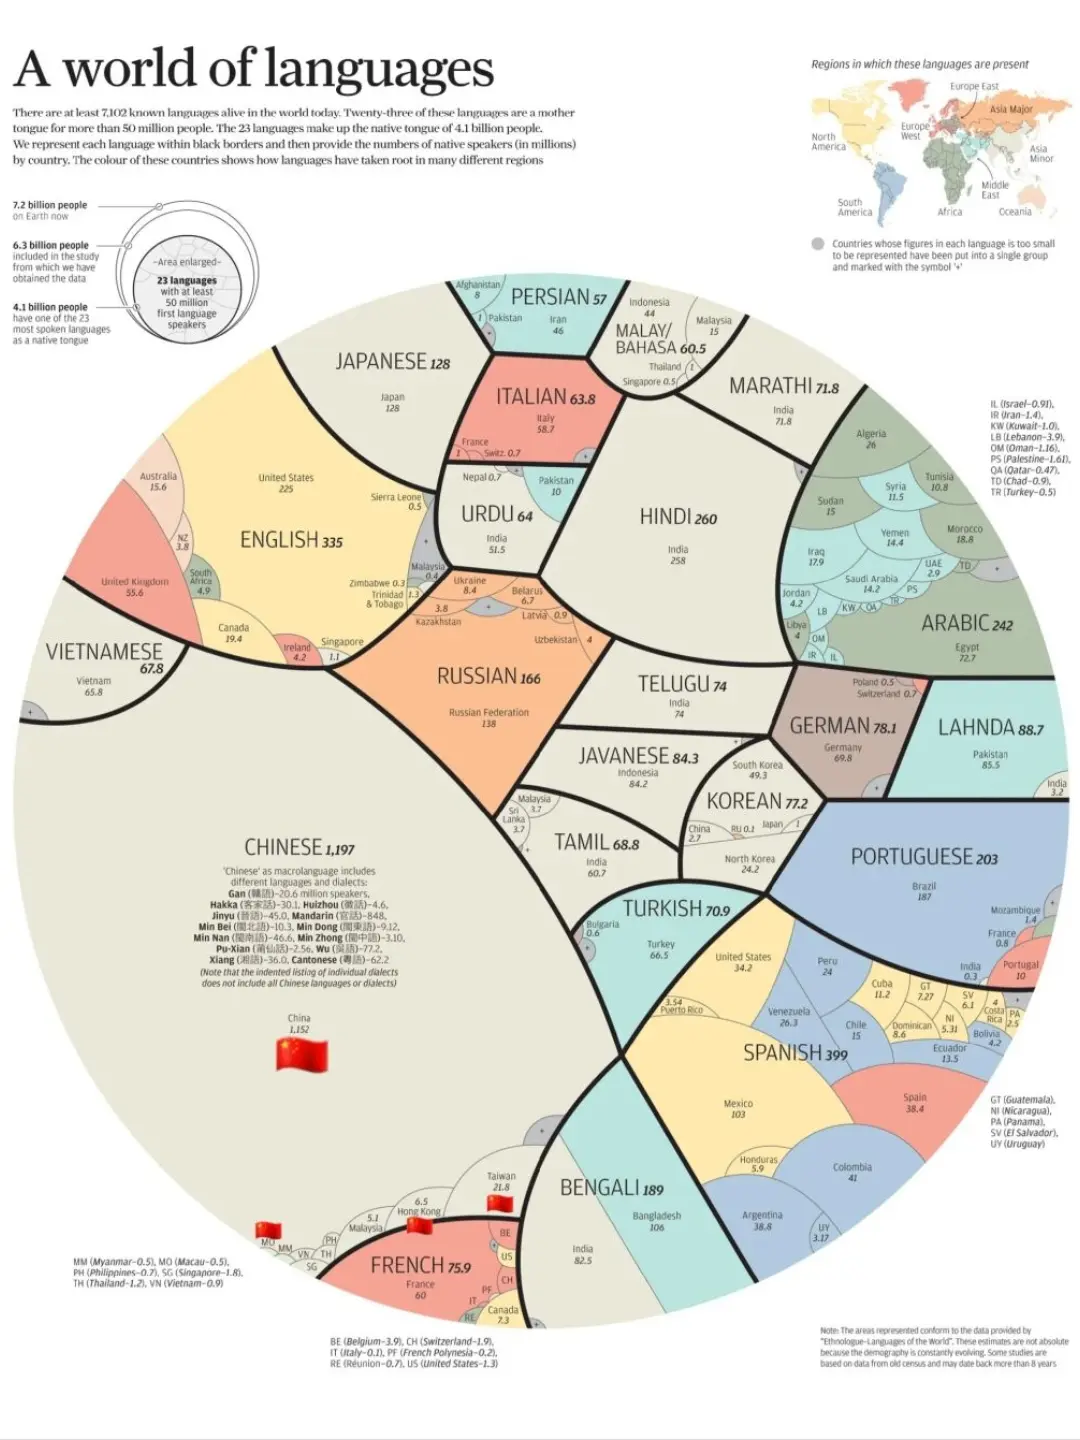 A world of languages
There are at least 7,102 known languages alive in the world today. Twenty-three of these languages are a mother
tongue for more than 50 million people. The 23 languages make up the native tongue of 4.1 billion people.
We represent each language within black borders and then provide the numbers of native speakers (in millions)
by country. The colour of these countries shows how languages have taken root in many different regions
Regions in which these languages are present
Europe East
Asia Major
Europe
West
North
America
Asia
Minor
Middle
East
South
America
Africa
Oceania
Countries whose figures in each language is too small
to be represented have been put into a single group
and marked with the symbol '+'
7.2 billion people
on Earth now
6.3 billion people
included in the study
from which we have
obtained the data
4.1 billion people
have one of the 23
most spoken languages
as a native tongue
–Area enlarged–
23 languages
with at least
50 million
first language
speakers
Afghanistan
8
1 Pakistan
+
PERSIAN 57
Iran
46
Indonesia
44
MALAY/
BAHASA 60.5
Malaysia
15
Thailand 1
Singapore 0.5
JAPANESE 128
Japan
128
ITALIAN 63.8
Italy
58.7
France
1
Switz. 0.7
+
MARATHI 71.8
India
71.8
+
IL (Israel–0.91),
IR (Iran–1.4),
KW (Kuwait–1.0),
LB (Lebanon–3.9),
OM (Oman–1.16),
PS (Palestine–1.61),
QA (Qatar–0.47),
TD (Chad–0.9),
TR (Turkey–0.5)
Algeria
26
Syria
11.5
Tunisia
10.8
Sudan
15
Yemen
14.4
Morocco
18.8
Iraq
17.9
UAE
2.9
TD
+
Saudi Arabia
14.2
PS
Jordan
4.2
LB
KW
QA
TR
Libya
4
OM
IR
IL
ARABIC 242
Egypt
72.7
Australia
15.6
United States
225
Sierra Leone
0.5
NZ
3.8
ENGLISH 335
+
United Kingdom
55.6
South
Africa
4.9
Malaysia
0.4
Zimbabwe 0.3
Trinidad
& Tobago
1.3
Canada
19.4
Ireland
4.2
Singapore
1.1
Nepal 0.7
+
Pakistan
10
URDU 64
India
51.5
HINDI 260
India
258
Ukraine
8.4
Belarus
6.7
+
Latvia 0.9
3.8
Kazakhstan
Uzbekistan 4
RUSSIAN 166
Russian Federation
138
VIETNAMESE
67.8
Vietnam
65.8
+
TELUGU 74
India
74
Poland 0.5
Switzerland 0.7
GERMAN 78.1
Germany
69.8
+
LAHNDA 88.7
Pakistan
85.5
India
3.2
JAVANESE 84.3
Indonesia
84.2
+
South Korea
49.3
KOREAN 77.2
China
2.7
RU 0.1
Japan 1
North Korea
24.2
Malaysia
3.7
Sri
Lanka
3.7
+
TAMIL 68.8
India
60.7
PORTUGUESE 203
Brazil
187
+
Mozambique
1.4
France
0.8
India
0.3
Portugal
10
CHINESE 1,197
'Chinese' as macrolanguage includes
different languages and dialects:
Gan (贛語)–20.6 million speakers,
Hakka (客家話)–30.1, Huizhou (徽語)–4.6,
Jinyu (晉語)–45.0, Mandarin (官話)–848,
Min Bei (閩北語)–10.3, Min Dong (閩東語)–9.12,
Min Nan (閩南語)–46.6, Min Zhong (閩中語)–3.10,
Pu-Xian (莆仙話)–2.56, Wu (吳語)–77.2,
Xiang (湘語)–36.0, Cantonese (粵語)–62.2
(Note that the indented listing of individual dialects
does not include all Chinese languages or dialects)
China
1,152
+
Taiwan
21.8
6.5
Hong Kong
5.1
Malaysia
MO
MM
VN
TH
PH
SG
TURKISH 70.9
Bulgaria
0.6
+
Turkey
66.5
United States
34.2
Peru
24
3.54
Puerto Rico
Venezuela
26.3
Cuba
11.2
GT
7.27
SV
6.1
4
Costa
Rica
+
PA
2.5
Chile
15
Dominican
8.6
NI
5.31
Bolivia
4.2
Ecuador
13.5
SPANISH 399
Mexico
103
Spain
38.4
Honduras
5.9
Colombia
41
Argentina
38.8
UY
3.17
GT (Guatemala),
NI (Nicaragua),
PA (Panama),
SV (El Salvador),
UY (Uruguay)
BENGALI 189
Bangladesh
106
India
82.5
+
FRENCH 75.9
France
60
BE
+
US
CH
PF
IT
RE
Canada
7.3
MM (Myanmar–0.5), MO (Macau–0.5),
PH (Philippines–0.7), SG (Singapore–1.8),
TH (Thailand–1.2), VN (Vietnam–0.9)
BE (Belgium–3.9), CH (Switzerland–1.9),
IT (Italy–0.1), PF (French Polynesia–0.2),
RE (Réunion–0.7), US (United States–1.3)
Note: The areas represented conform to the data provided by
"Ethnologue–Languages of the World". These estimates are not absolute
because the demography is constantly evolving. Some studies are
based on data from old census and may date back more than 8 years